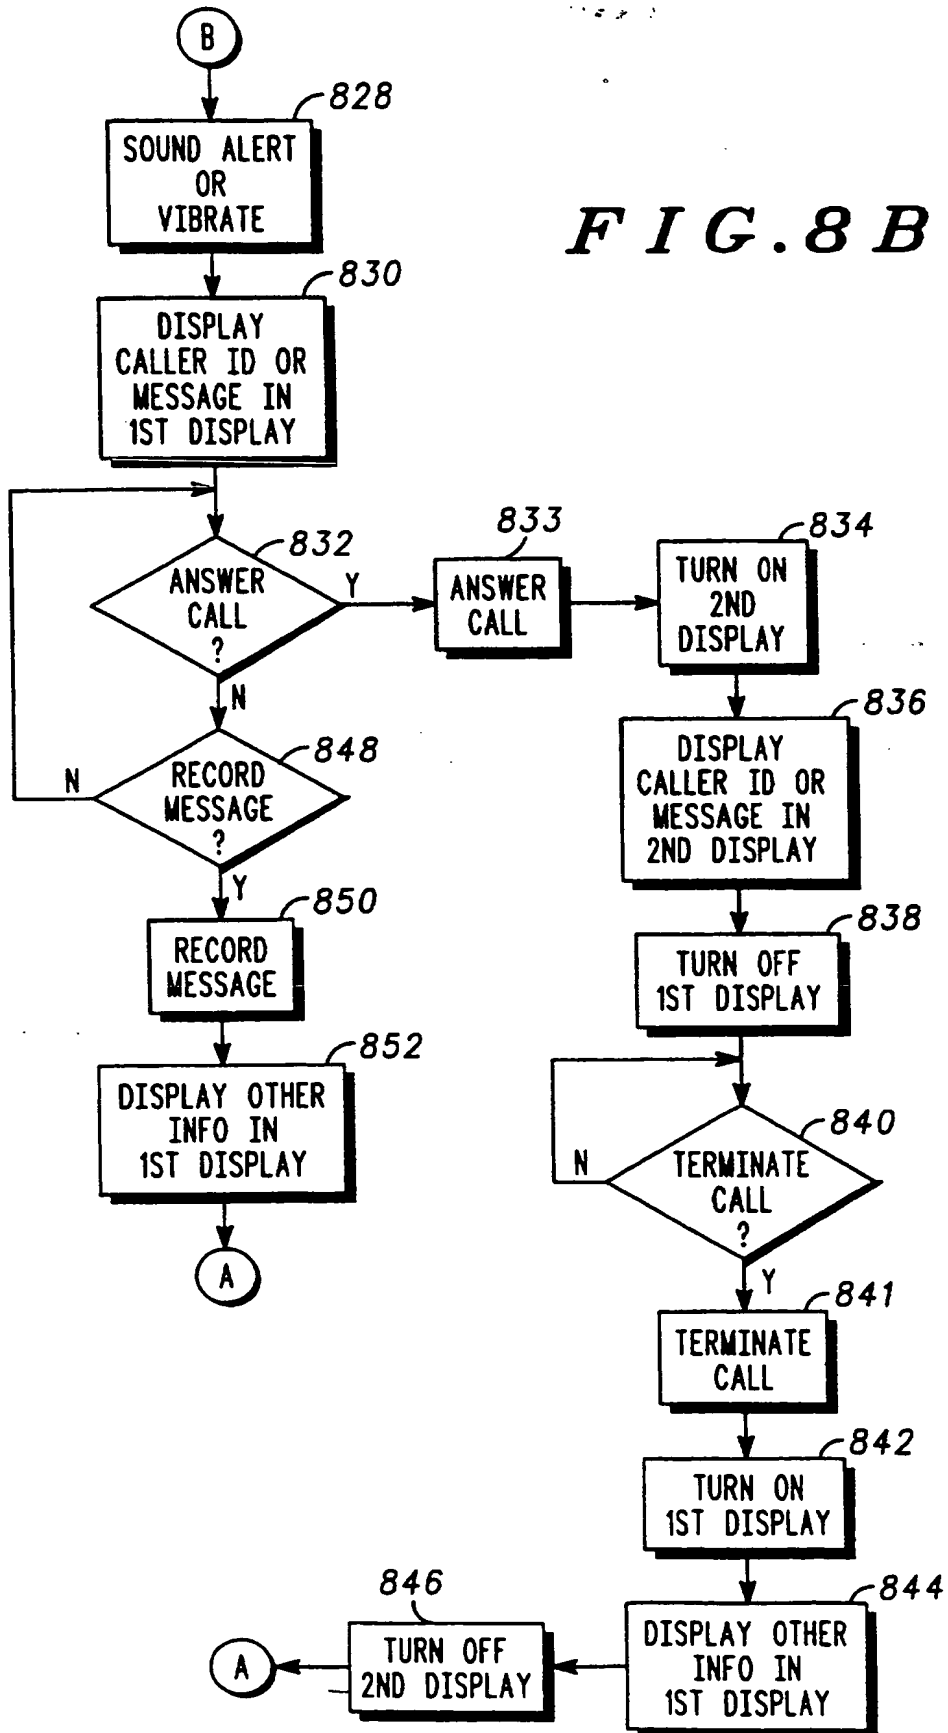 B
828
SOUND ALERT
OR
VIBRATE
FIG.8B
830
DISPLAY
CALLER ID OR
MESSAGE IN
1ST DISPLAY
832
ANSWER
CALL
?
Y
N
833
ANSWER
CALL
834
TURN ON
2ND
DISPLAY
836
DISPLAY
CALLER ID OR
MESSAGE IN
2ND DISPLAY
848
RECORD
MESSAGE
?
N
Y
850
RECORD
MESSAGE
852
DISPLAY OTHER
INFO IN
1ST DISPLAY
A
838
TURN OFF
1ST DISPLAY
840
TERMINATE
CALL
?
N
Y
841
TERMINATE
CALL
842
TURN ON
1ST DISPLAY
844
DISPLAY OTHER
INFO IN
1ST DISPLAY
846
TURN OFF
2ND DISPLAY
A